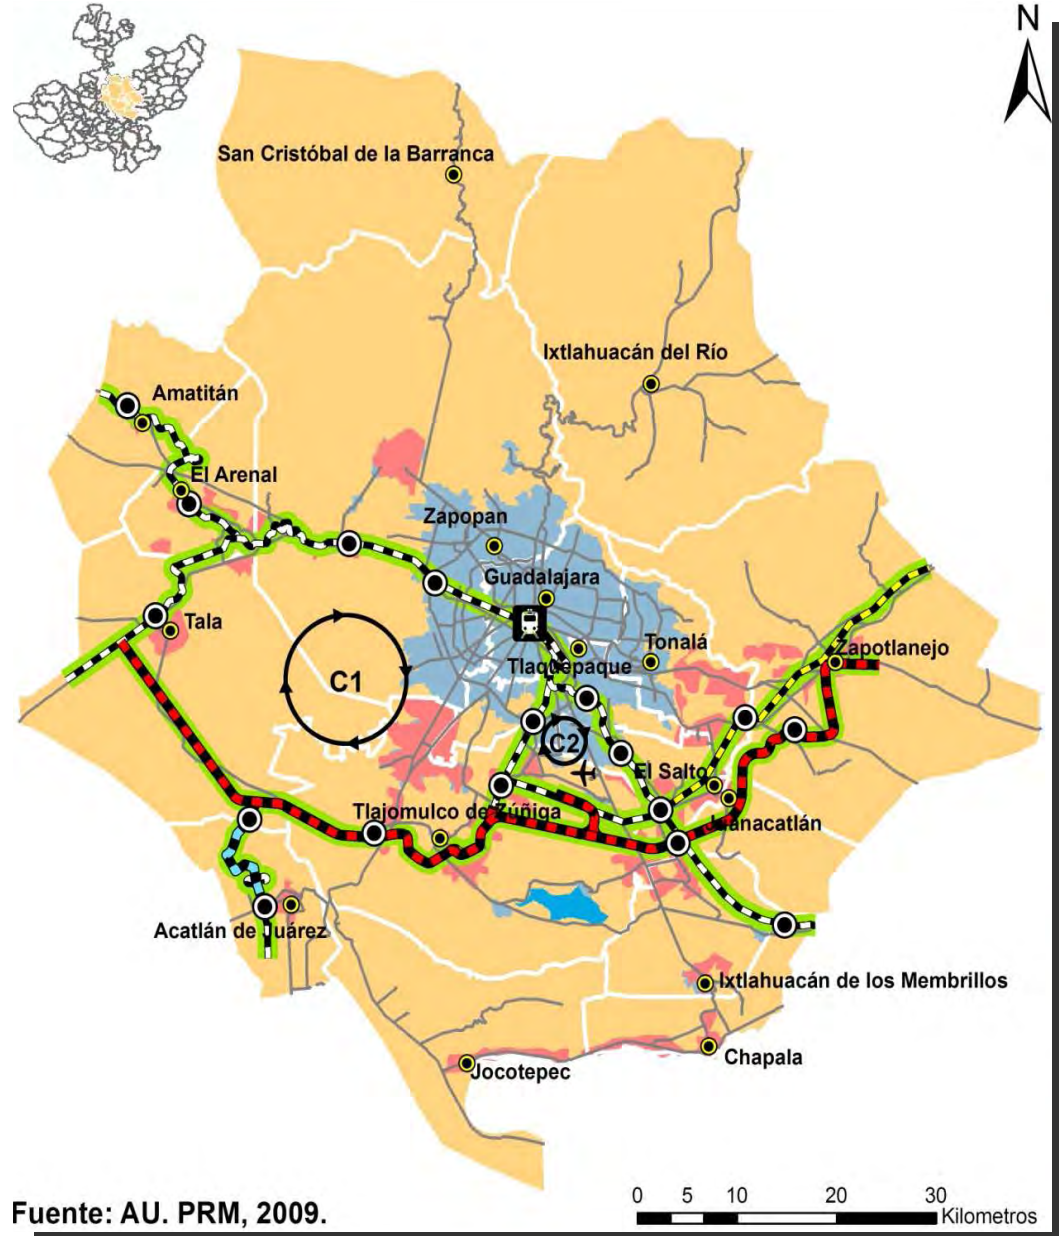 N
San Cristóbal de la Barranca
Ixtlahuacán del Río
Amatitán
El Arenal
Zapopan
Guadalajara
Tala
Tonalá
Zapotlanejo
Tlaquepaque
C1
C2
El Salto
Tlajomulco de Zúñiga
Juanacatlán
Acatlán de Juárez
Ixtlahuacán de los Membrillos
Chapala
Jocotepec
Fuente: AU. PRM, 2009.
0 5 10 20 30
Kilometros